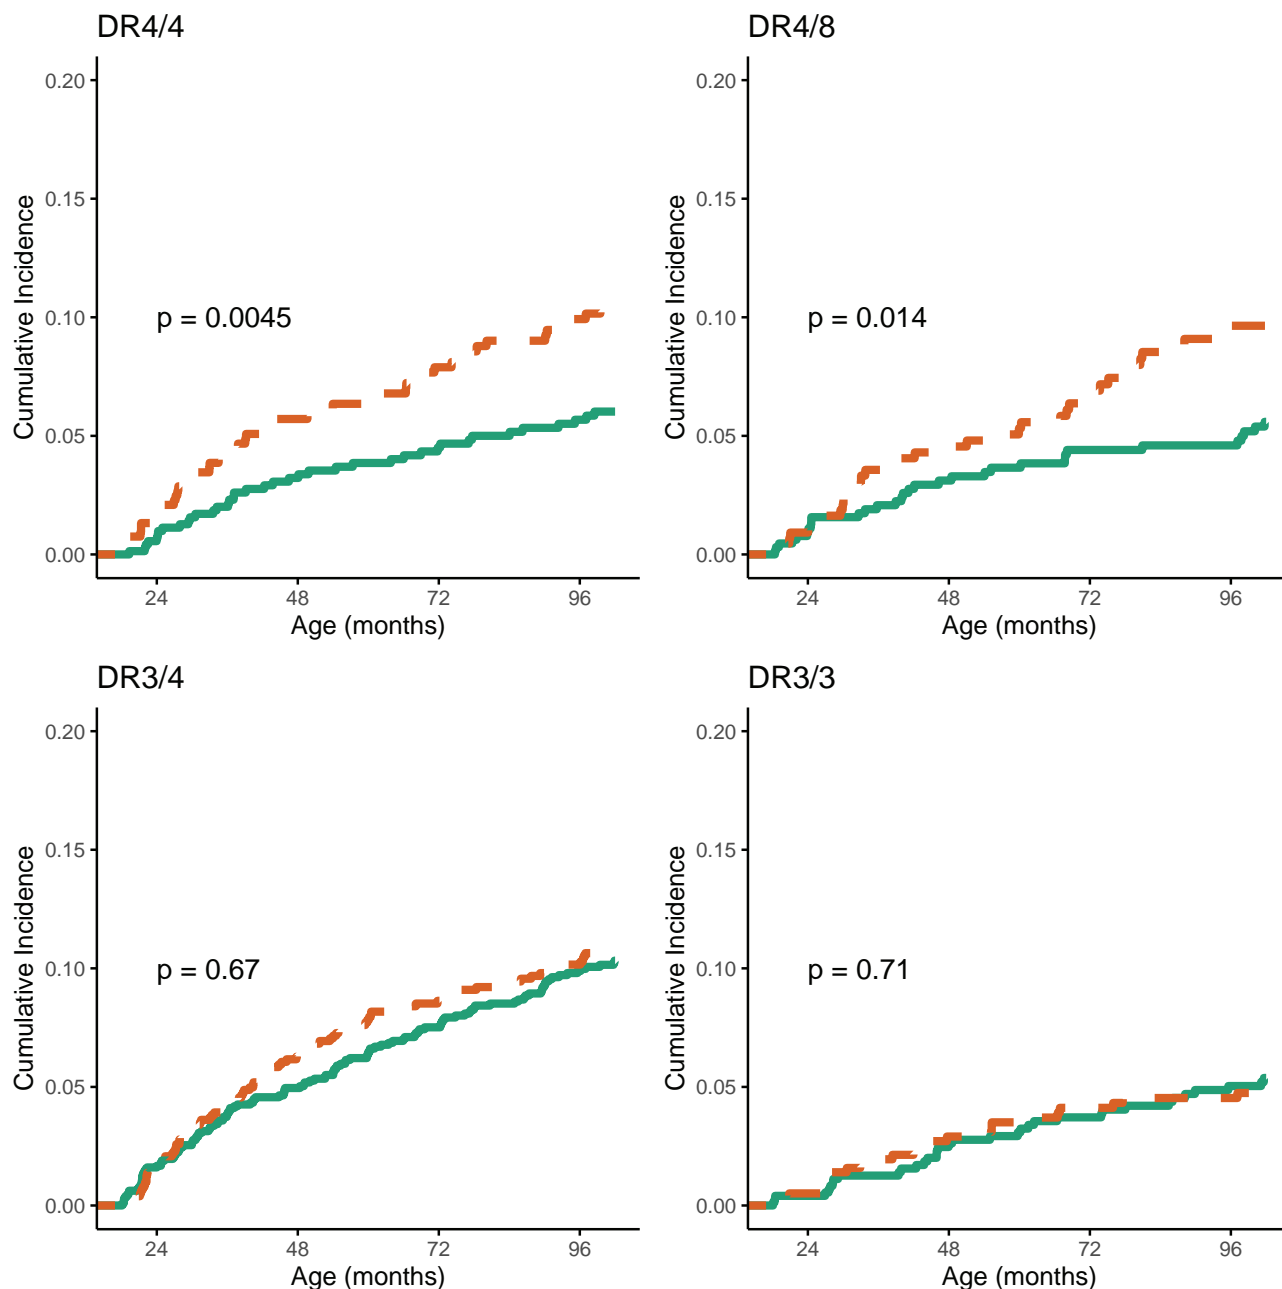 DR4/4
Cumulative Incidence
0.20
0.15
0.10
0.05
0.00
p = 0.0045
24 48 72 96
Age (months)
DR4/8
Cumulative Incidence
0.20
0.15
0.10
0.05
0.00
p = 0.014
24 48 72 96
Age (months)
DR3/4
Cumulative Incidence
0.20
0.15
0.10
0.05
0.00
p = 0.67
24 48 72 96
Age (months)
DR3/3
Cumulative Incidence
0.20
0.15
0.10
0.05
0.00
p = 0.71
24 48 72 96
Age (months)